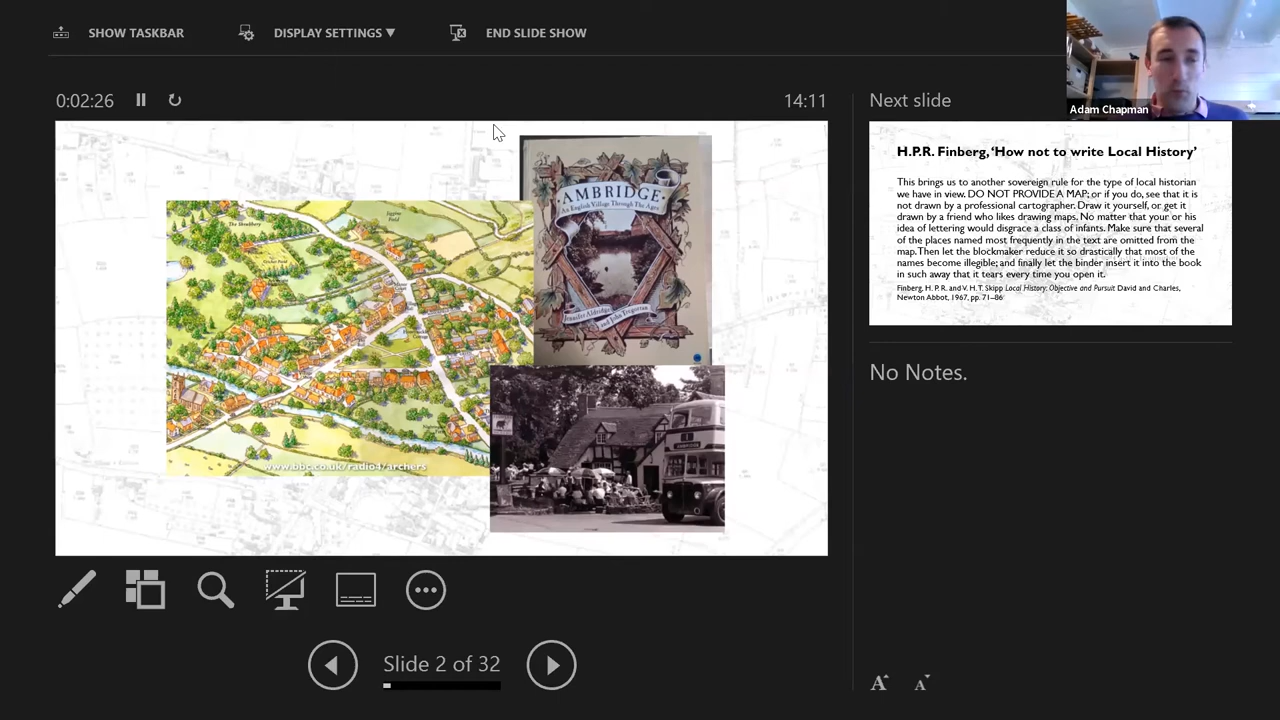 SHOW TASKBAR
DISPLAY SETTINGS ▼
END SLIDE SHOW
Adam Chapman
0:02:26
14:11
Next slide
AMBRIDGE
An English Village Through The Ages
Jennifer Aldridge
and John Tregorran
www.bbc.co.uk/radio4/archers
H.P.R. Finberg, 'How not to write Local History'
This brings us to another sovereign rule for the type of local historian
we have in view. DO NOT PROVIDE A MAP; or if you do, see that it is
not drawn by a professional cartographer. Draw it yourself, or get it
drawn by a friend who likes drawing maps. No matter that your or his
idea of lettering would disgrace a class of infants. Make sure that several
of the places named most frequently in the text are omitted from the
map. Then let the blockmaker reduce it so drastically that most of the
names become illegible; and finally let the binder insert it into the book
in such away that it tears every time you open it.
Finberg, H. P. R. and V. H. T. Skipp Local History: Objective and Pursuit David and Charles,
Newton Abbot, 1967, pp. 71–86
No Notes.
Slide 2 of 32
A A